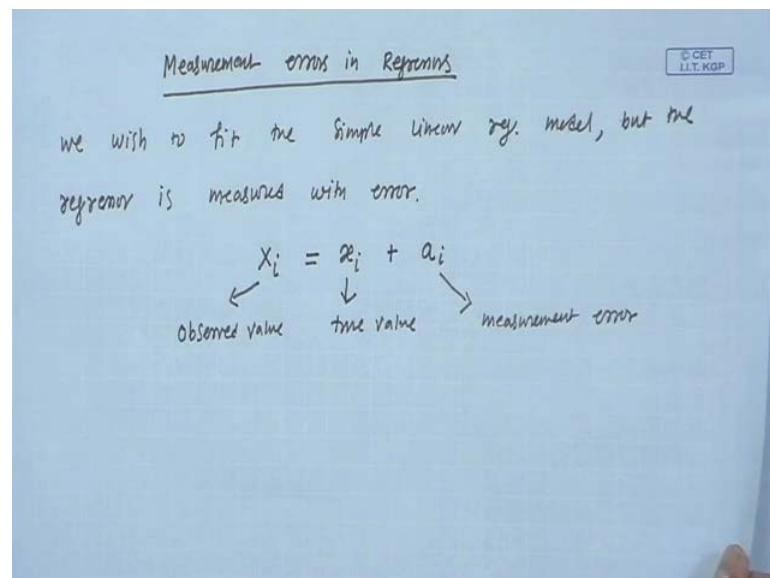 Measurement errors in Regressors
© CET
I.I.T. KGP
we wish to fit the simple linear reg. model, but the
regressor is measured with error.
Xi = xi + ai
Observed value true value measurement error